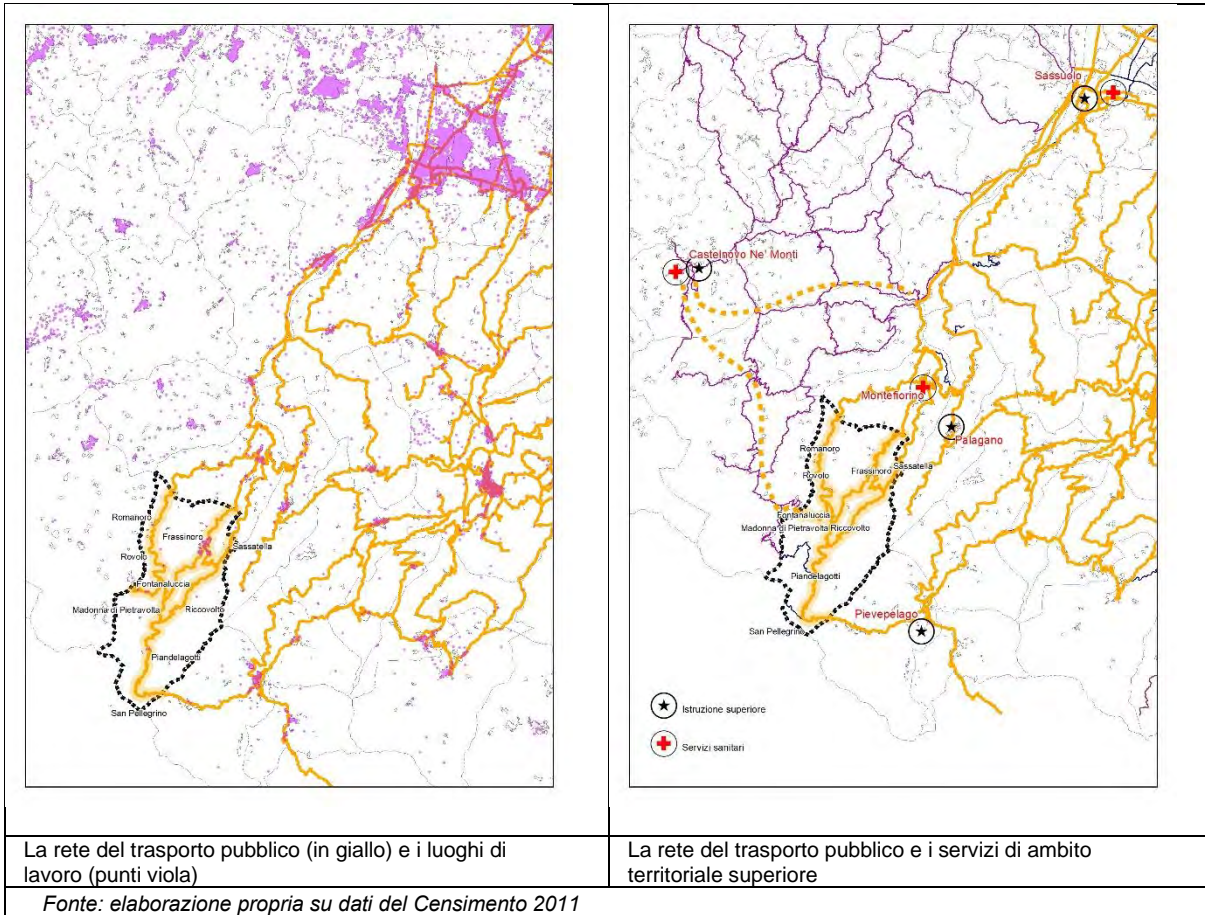 Romanoro
Frassinoro
Sassatella
Rovolo
Fontanaluccia
Madonna di Pietravolta
Riccovolto
Piandelagotti
San Pellegrino
Sassuolo
Castelnovo Ne' Monti
Montefiorino
Palagano
Romanoro
Frassinoro
Sassatella
Rovolo
Fontanaluccia
Madonna di Pietravolta Riccovolto
Piandelagotti
Pievepelago
San Pellegrino
Istruzione superiore
Servizi sanitari
La rete del trasporto pubblico (in giallo) e i luoghi di
lavoro (punti viola)
La rete del trasporto pubblico e i servizi di ambito
territoriale superiore
Fonte: elaborazione propria su dati del Censimento 2011